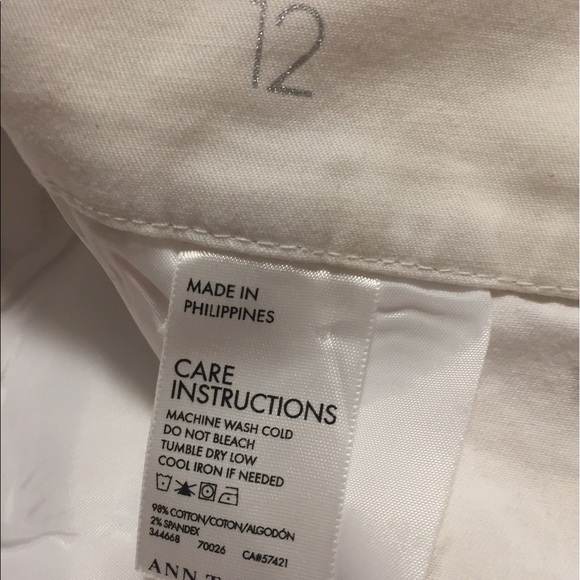 12
MADE IN
PHILIPPINES
CARE
INSTRUCTIONS
MACHINE WASH COLD
DO NOT BLEACH
TUMBLE DRY LOW
COOL IRON IF NEEDED
98% COTTON/COTON/ALGODÓN
2% SPANDEX
344668 70026 CA#57421
ANN